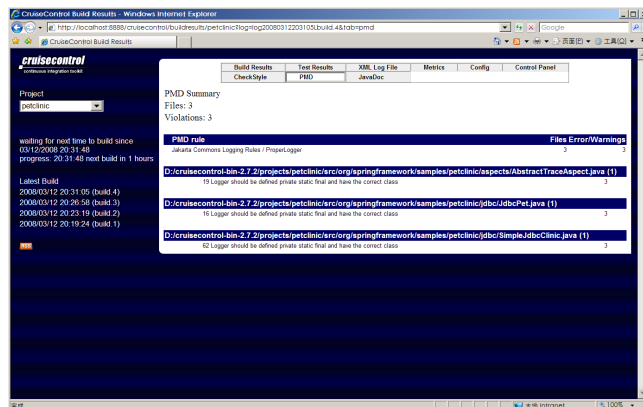 CruiseControl Build Results - Windows Internet Explorer
http://localhost:8888/cruisecontrol/buildresults/petclinic?log=log20080312203105Lbuild.4&tab=pmd
Google
CruiseControl Build Results
页面(P)
工具(O)
cruisecontrol
continuous integration toolkit
Build Results Test Results XML Log File Metrics Config Control Panel
CheckStyle PMD JavaDoc
Project
petclinic
waiting for next time to build since
03/12/2008 20:31:48
progress: 20:31:48 next build in 1 hours
Latest Build
2008/03/12 20:31:05 (build.4)
2008/03/12 20:26:58 (build.3)
2008/03/12 20:23:19 (build.2)
2008/03/12 20:19:24 (build.1)
RSS
PMD Summary
Files: 3
Violations: 3
PMD rule Files Error/Warnings
Jakarta Commons Logging Rules / ProperLogger 3 3
D:/cruisecontrol-bin-2.7.2/projects/petclinic/src/org/springframework/samples/petclinic/aspects/AbstractTraceAspect.java (1)
19 Logger should be defined private static final and have the correct class 3
D:/cruisecontrol-bin-2.7.2/projects/petclinic/src/org/springframework/samples/petclinic/jdbc/JdbcPet.java (1)
16 Logger should be defined private static final and have the correct class 3
D:/cruisecontrol-bin-2.7.2/projects/petclinic/src/org/springframework/samples/petclinic/jdbc/SimpleJdbcClinic.java (1)
62 Logger should be defined private static final and have the correct class 3
完成
本地 Intranet
100%